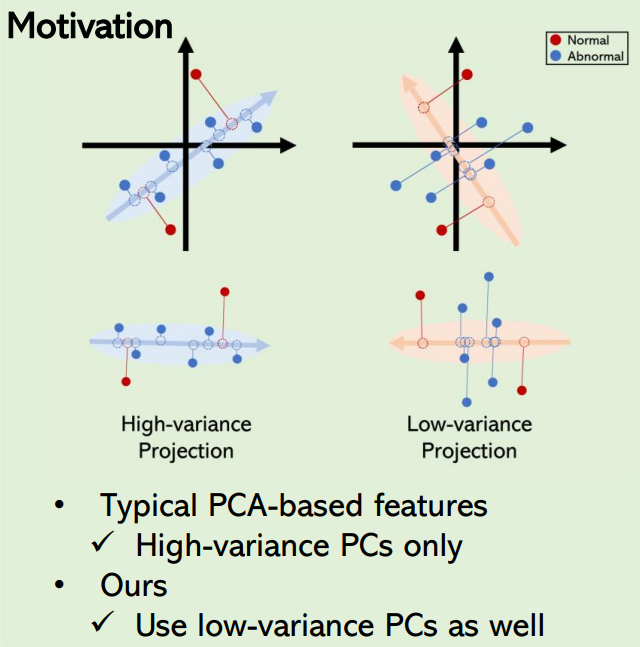 Motivation
Normal
Abnormal
High-variance
Projection
Low-variance
Projection
• Typical PCA-based features
✓ High-variance PCs only
• Ours
✓ Use low-variance PCs as well